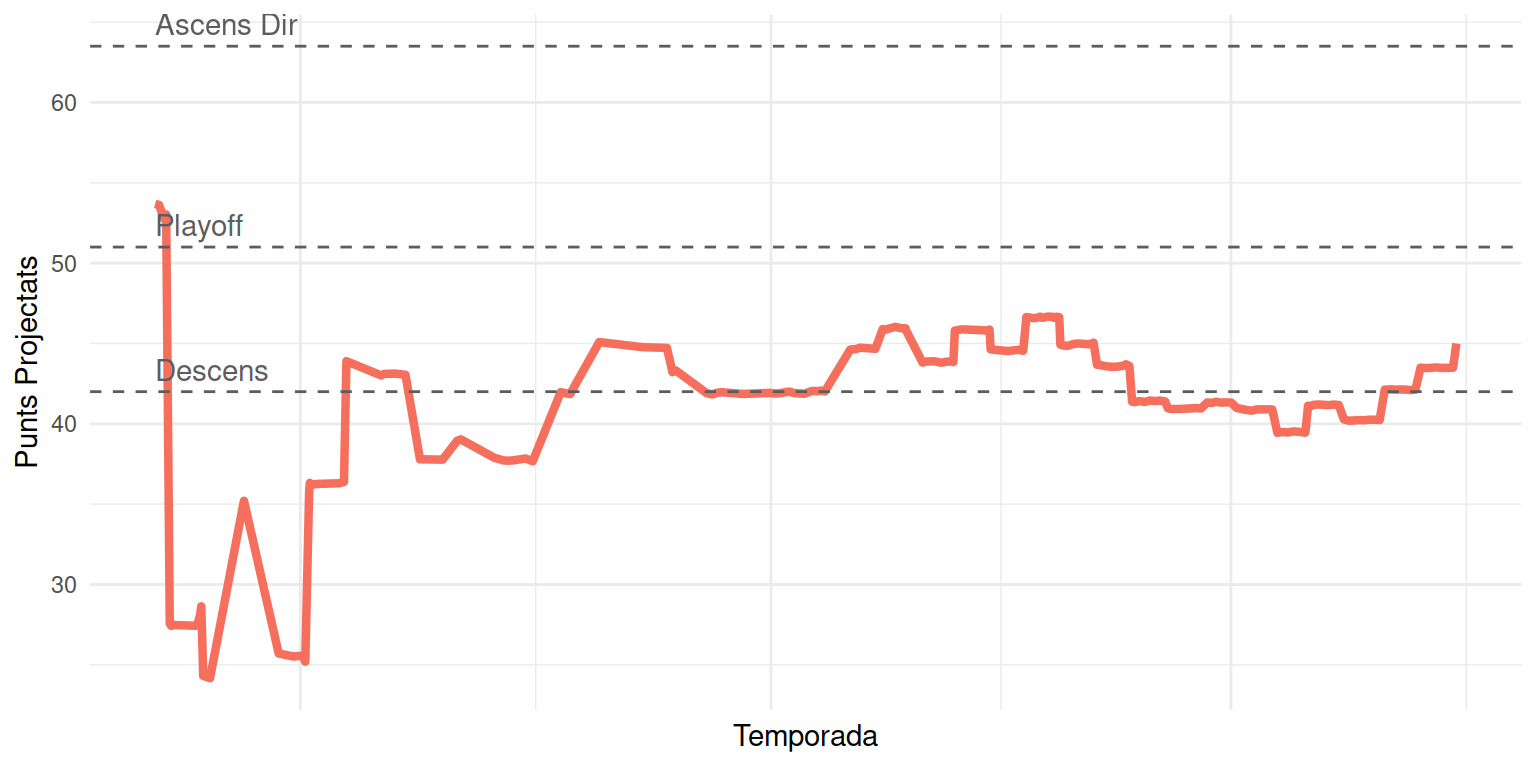 Ascens Dir
60
Playoff
50
Descens
40
30
Punts Projectats
Temporada